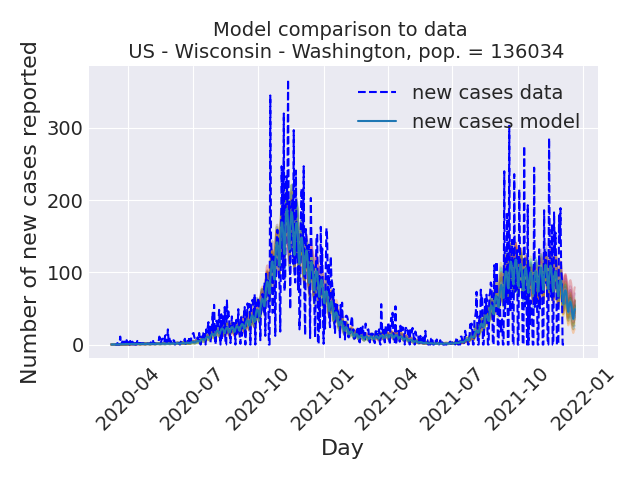 Model comparison to data
US - Wisconsin - Washington, pop. = 136034
new cases data
new cases model
Number of new cases reported
300
200
100
0
2020-04
2020-07
2020-10
2021-01
2021-04
2021-07
2021-10
2022-01
Day